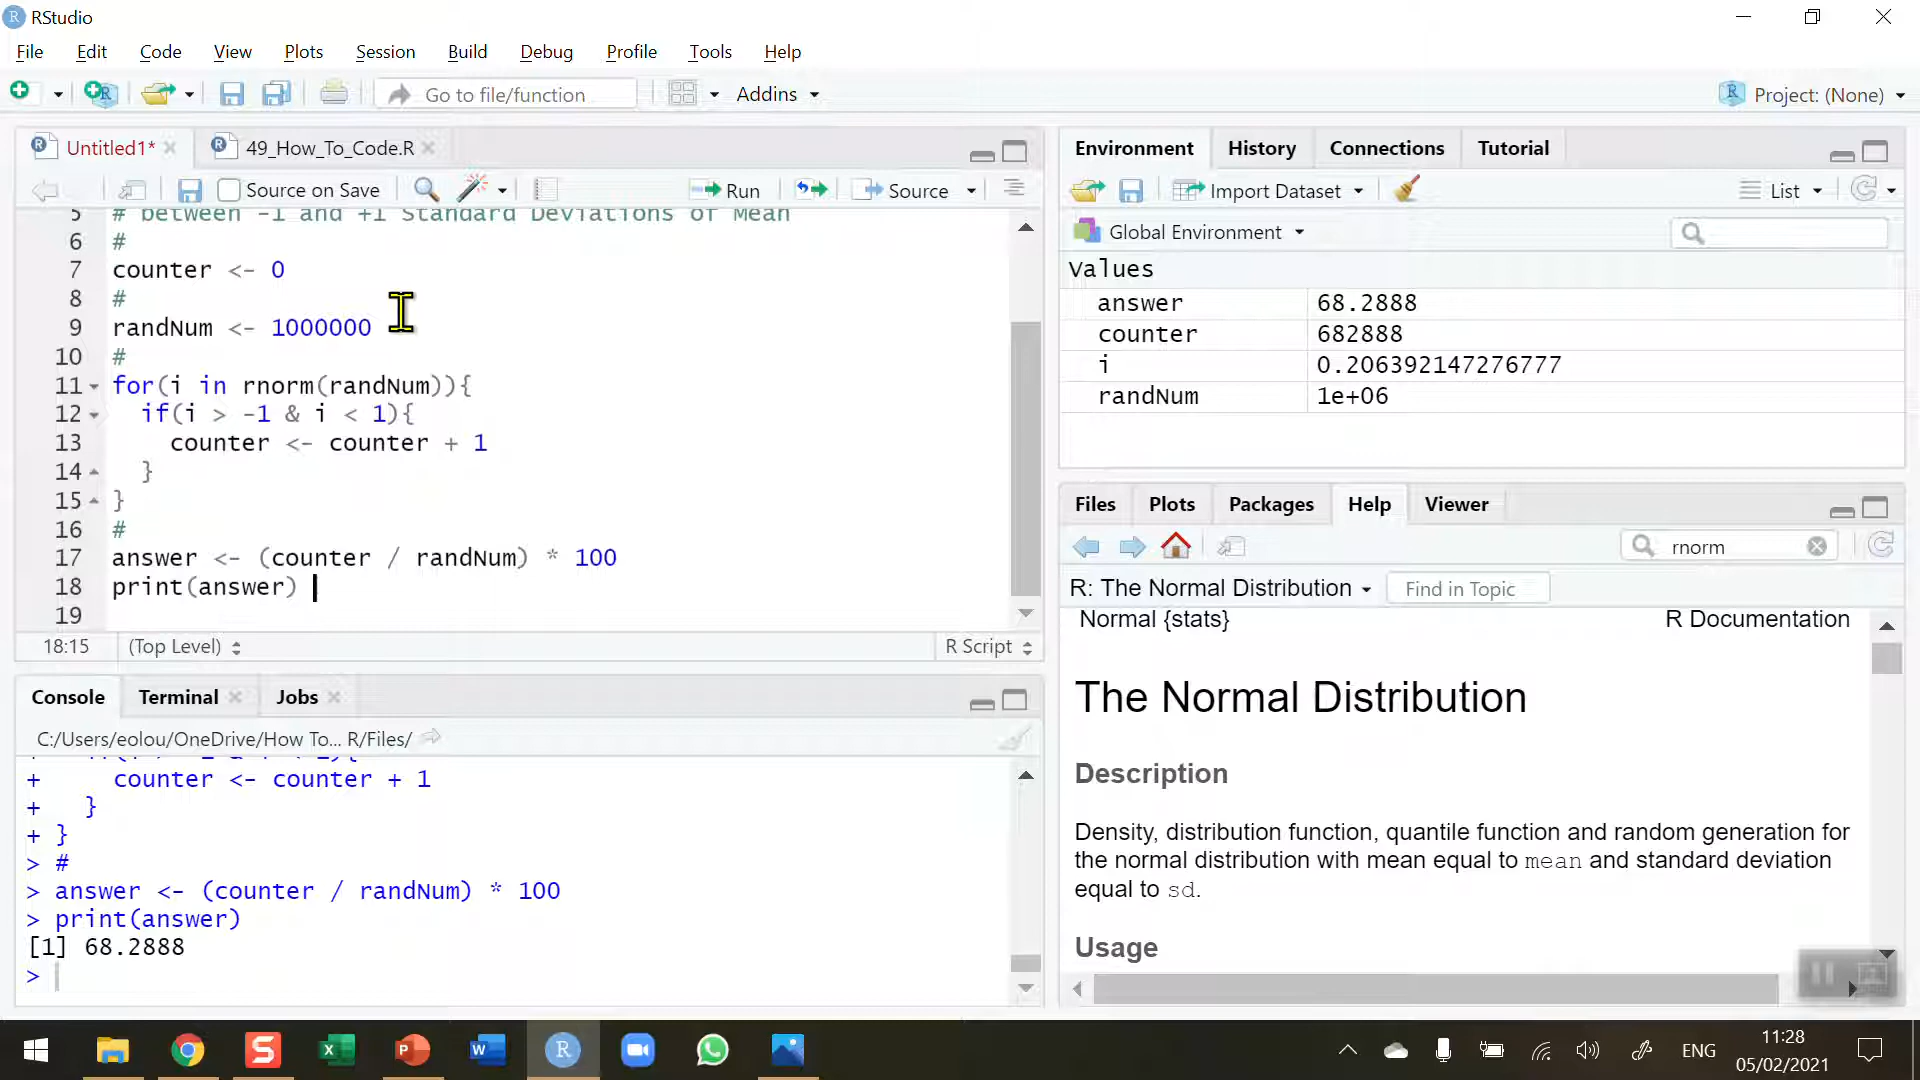 RStudio
File Edit Code View Plots Session Build Debug Profile Tools Help
Go to file/function Addins Project: (None)
Untitled1* 49_How_To_Code.R
Source on Save Run Source
5 # between -1 and +1 Standard Deviations of Mean
6 #
7 counter <- 0
8 #
9 randNum <- 1000000
10 #
11 for(i in rnorm(randNum)){
12 if(i > -1 & i < 1){
13 counter <- counter + 1
14 }
15 }
16 #
17 answer <- (counter / randNum) * 100
18 print(answer)
19
18:15 (Top Level) R Script
Console Terminal Jobs
C:/Users/eolou/OneDrive/How To... R/Files/
+ counter <- counter + 1
+ }
+ }
> #
> answer <- (counter / randNum) * 100
> print(answer)
[1] 68.2888
>
Environment History Connections Tutorial
Import Dataset List
Global Environment
Values
answer 68.2888
counter 682888
i 0.206392147276777
randNum 1e+06
Files Plots Packages Help Viewer
rnorm
R: The Normal Distribution Find in Topic
Normal {stats} R Documentation
The Normal Distribution
Description
Density, distribution function, quantile function and random generation for
the normal distribution with mean equal to mean and standard deviation
equal to sd.
Usage
ENG
11:28
05/02/2021